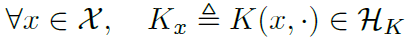 ∀x ∈ 𝒳, K_x ≜ K(x, ·) ∈ ℋ_K